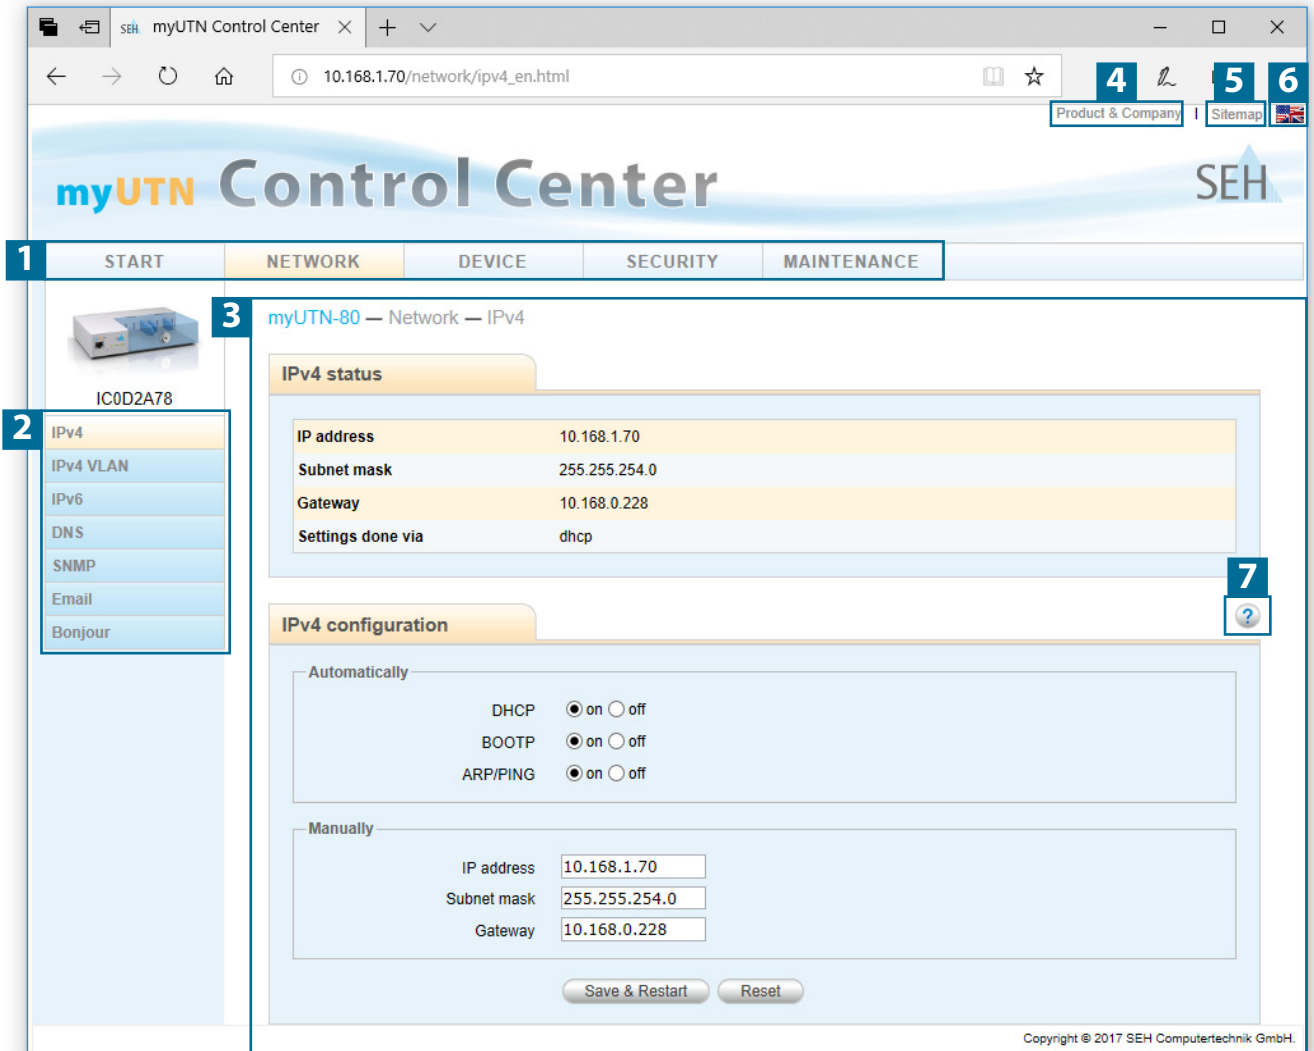 SEH myUTN Control Center
10.168.1.70/network/ipv4_en.html
4 5 6
Product & Company | Sitemap
myUTN Control Center
SEH
1
START NETWORK DEVICE SECURITY MAINTENANCE
3
myUTN-80 — Network — IPv4
IC0D2A78
2
IPv4
IPv4 VLAN
IPv6
DNS
SNMP
Email
Bonjour
IPv4 status
IP address 10.168.1.70
Subnet mask 255.255.254.0
Gateway 10.168.0.228
Settings done via dhcp
7
?
IPv4 configuration
Automatically
DHCP on off
BOOTP on off
ARP/PING on off
Manually
IP address 10.168.1.70
Subnet mask 255.255.254.0
Gateway 10.168.0.228
Save & Restart Reset
Copyright © 2017 SEH Computertechnik GmbH.